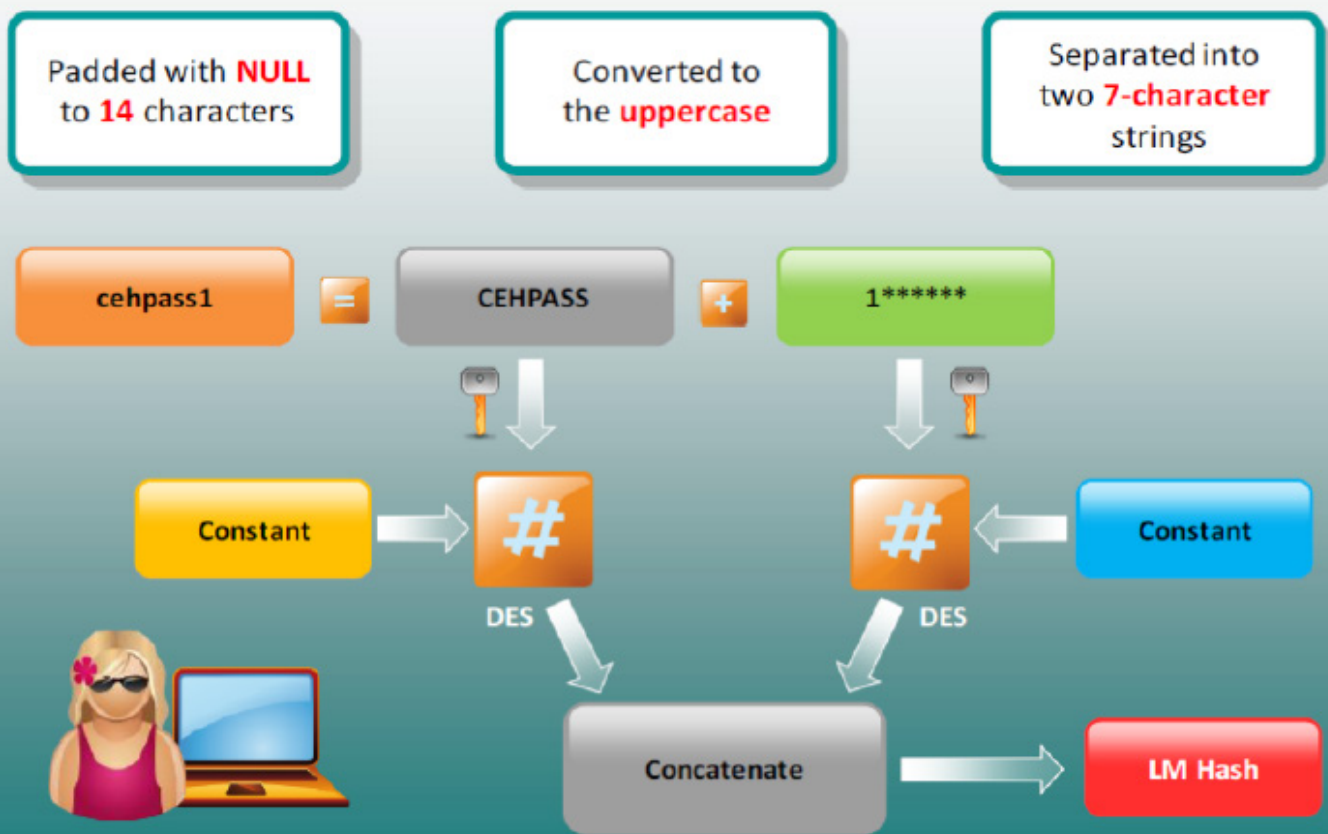 Padded with NULL
to 14 characters
Converted to
the uppercase
Separated into
two 7-character
strings
cehpass1
=
CEHPASS
+
1******
Constant
#
#
Constant
DES
DES
Concatenate
LM Hash